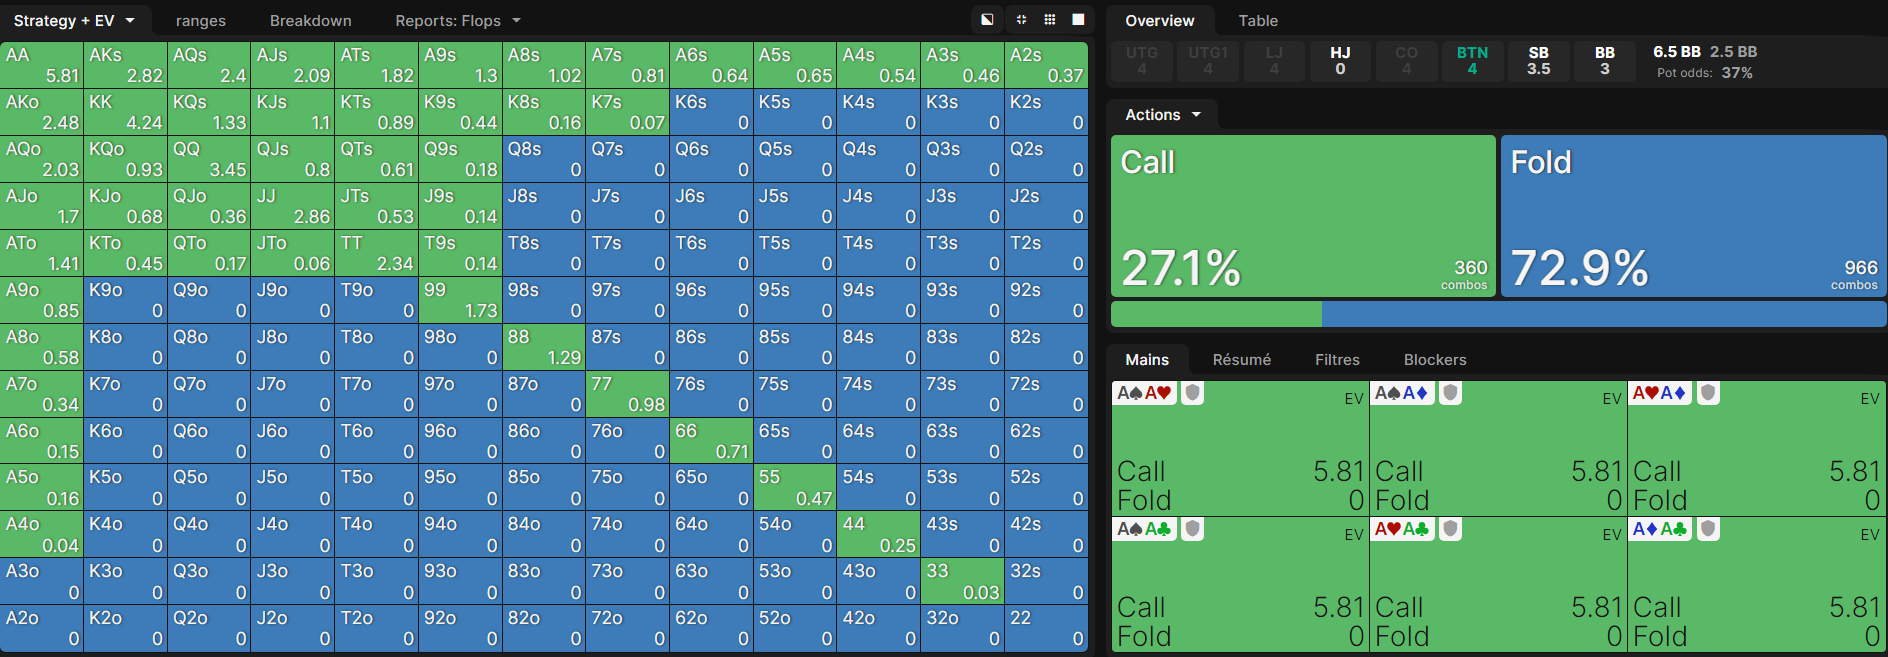 Strategy + EV ranges Breakdown Reports: Flops
AA AKs AQs AJs ATs A9s A8s A7s A6s A5s A4s A3s A2s
5.81 2.82 2.4 2.09 1.82 1.3 1.02 0.81 0.64 0.65 0.54 0.46 0.37
AKo KK KQs KJs KTs K9s K8s K7s K6s K5s K4s K3s K2s
2.48 4.24 1.33 1.1 0.89 0.44 0.16 0.07 0 0 0 0 0
AQo KQo QQ QJs QTs Q9s Q8s Q7s Q6s Q5s Q4s Q3s Q2s
2.03 0.93 3.45 0.8 0.61 0.18 0 0 0 0 0 0 0
AJo KJo QJo JJ JTs J9s J8s J7s J6s J5s J4s J3s J2s
1.7 0.68 0.36 2.86 0.53 0.14 0 0 0 0 0 0 0
ATo KTo QTo JTo TT T9s T8s T7s T6s T5s T4s T3s T2s
1.41 0.45 0.17 0.06 2.34 0.14 0 0 0 0 0 0 0
A9o K9o Q9o J9o T9o 99 98s 97s 96s 95s 94s 93s 92s
0.85 0 0 0 0 1.73 0 0 0 0 0 0 0
A8o K8o Q8o J8o T8o 98o 88 87s 86s 85s 84s 83s 82s
0.58 0 0 0 0 0 1.29 0 0 0 0 0 0
A7o K7o Q7o J7o T7o 97o 87o 77 76s 75s 74s 73s 72s
0.34 0 0 0 0 0 0 0.98 0 0 0 0 0
A6o K6o Q6o J6o T6o 96o 86o 76o 66 65s 64s 63s 62s
0.15 0 0 0 0 0 0 0 0.71 0 0 0 0
A5o K5o Q5o J5o T5o 95o 85o 75o 65o 55 54s 53s 52s
0.16 0 0 0 0 0 0 0 0 0.47 0 0 0
A4o K4o Q4o J4o T4o 94o 84o 74o 64o 54o 44 43s 42s
0.04 0 0 0 0 0 0 0 0 0 0.25 0 0
A3o K3o Q3o J3o T3o 93o 83o 73o 63o 53o 43o 33 32s
0 0 0 0 0 0 0 0 0 0 0 0.03 0
A2o K2o Q2o J2o T2o 92o 82o 72o 62o 52o 42o 32o 22
0 0 0 0 0 0 0 0 0 0 0 0 0
Overview Table
UTG UTG1 LJ HJ CO BTN SB BB 6.5 BB 2.5 BB
4 4 4 0 4 4 3.5 3 Pot odds: 37%
Actions
Call Fold
27.1% 360 combos 72.9% 966 combos
Mains Résumé Filtres Blockers
A♠A♥ EV A♠A♦ EV A♥A♦ EV
Call 5.81 Call 5.81 Call 5.81
Fold 0 Fold 0 Fold 0
A♠A♣ EV A♥A♣ EV A♦A♣ EV
Call 5.81 Call 5.81 Call 5.81
Fold 0 Fold 0 Fold 0